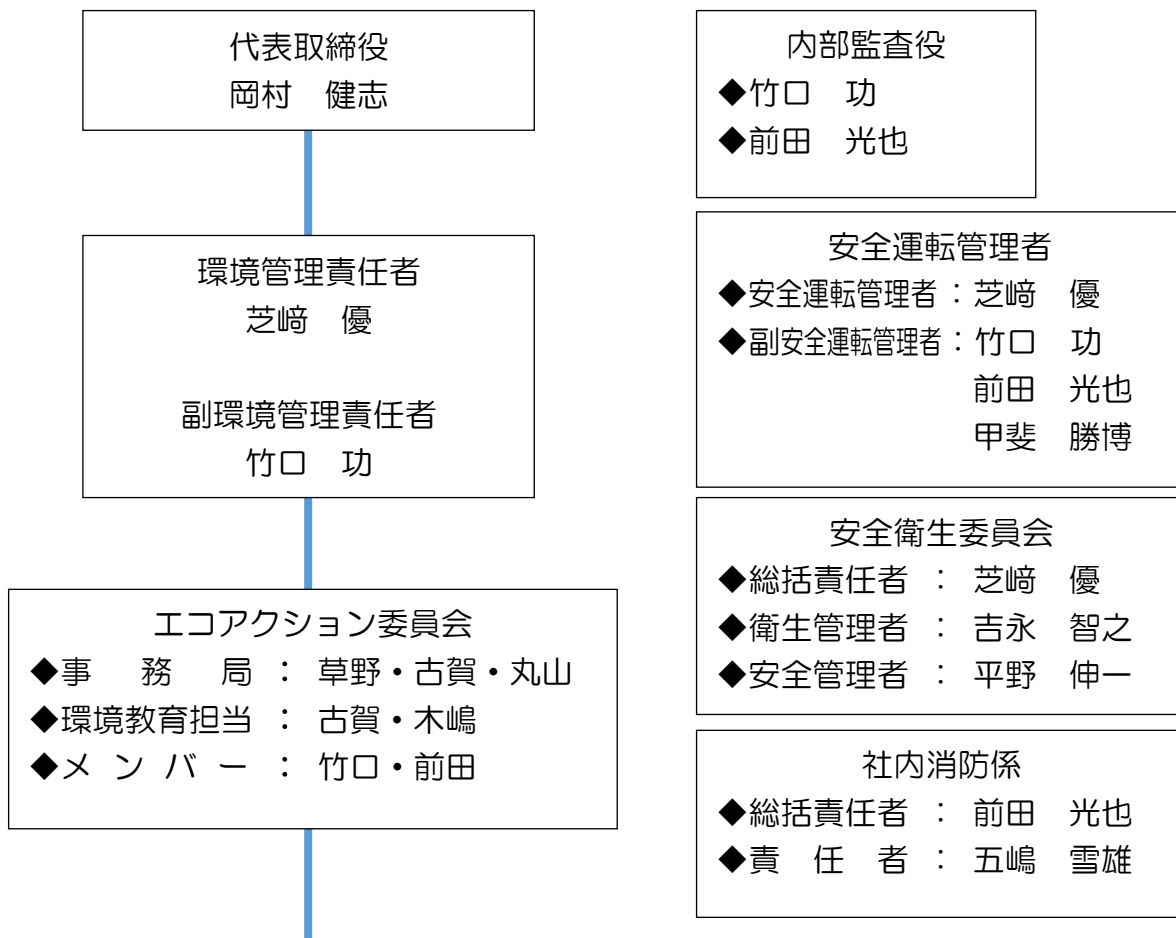 代表取締役
岡村　健志
環境管理責任者
芝﨑　優
副環境管理責任者
竹口　功
エコアクション委員会
◆事　務　局　：　草野・古賀・丸山
◆環境教育担当　：　古賀・木嶋
◆メ　ン　バ　ー　：　竹口・前田
内部監査役
◆竹口　功
◆前田　光也
安全運転管理者
◆安全運転管理者：芝﨑　優
◆副安全運転管理者：竹口　功
前田　光也
甲斐　勝博
安全衛生委員会
◆総括責任者　：　芝﨑　優
◆衛生管理者　：　吉永　智之
◆安全管理者　：　平野　伸一
社内消防係
◆総括責任者　：　前田　光也
◆責　任　者　：　五嶋　雪雄